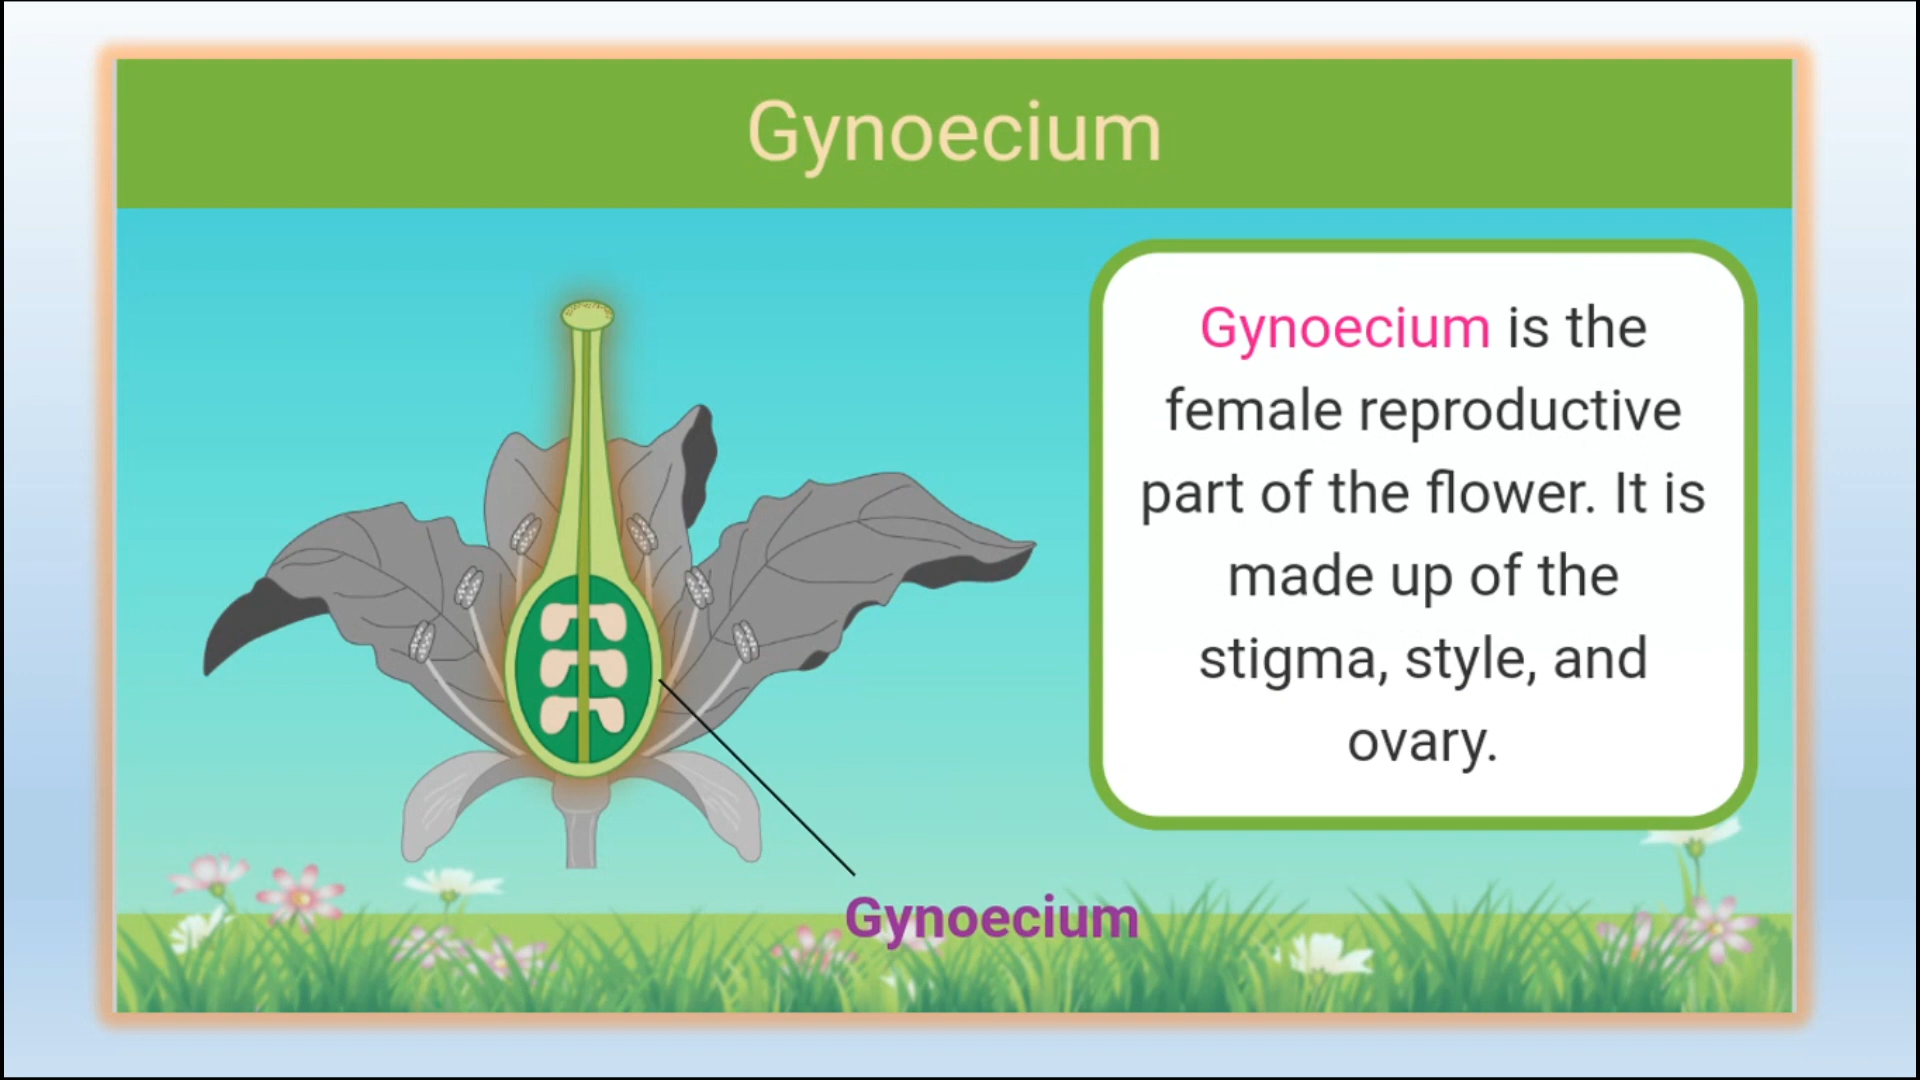 Gynoecium
Gynoecium is the
female reproductive
part of the flower. It is
made up of the
stigma, style, and
ovary.
Gynoecium